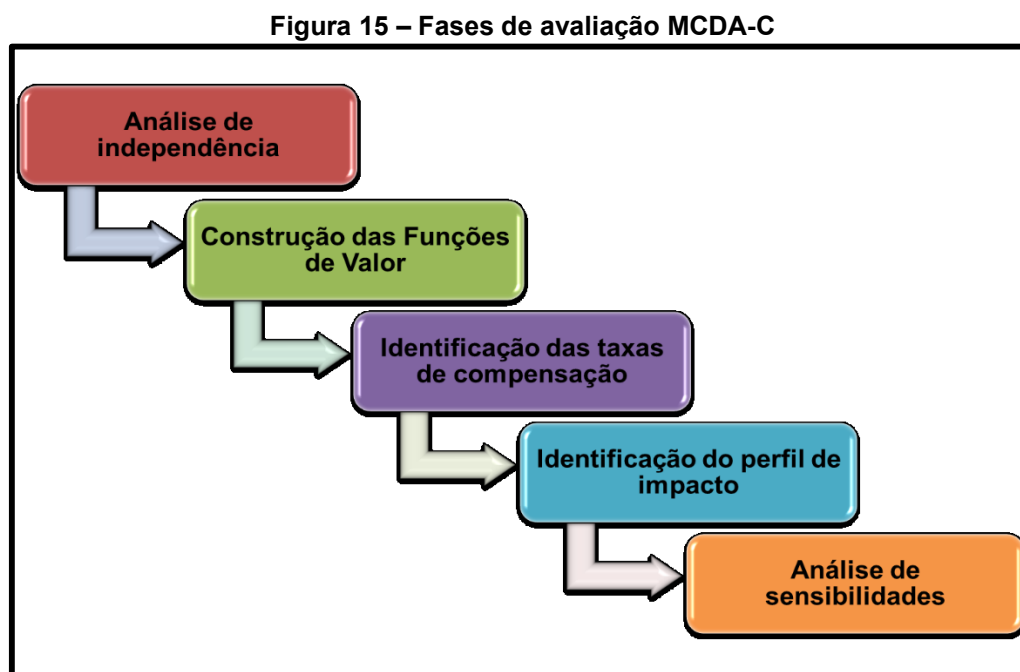 Figura 15 – Fases de avaliação MCDA-C
Análise de
independência
Construção das Funções
de Valor
Identificação das taxas
de compensação
Identificação do perfil de
impacto
Análise de
sensibilidades